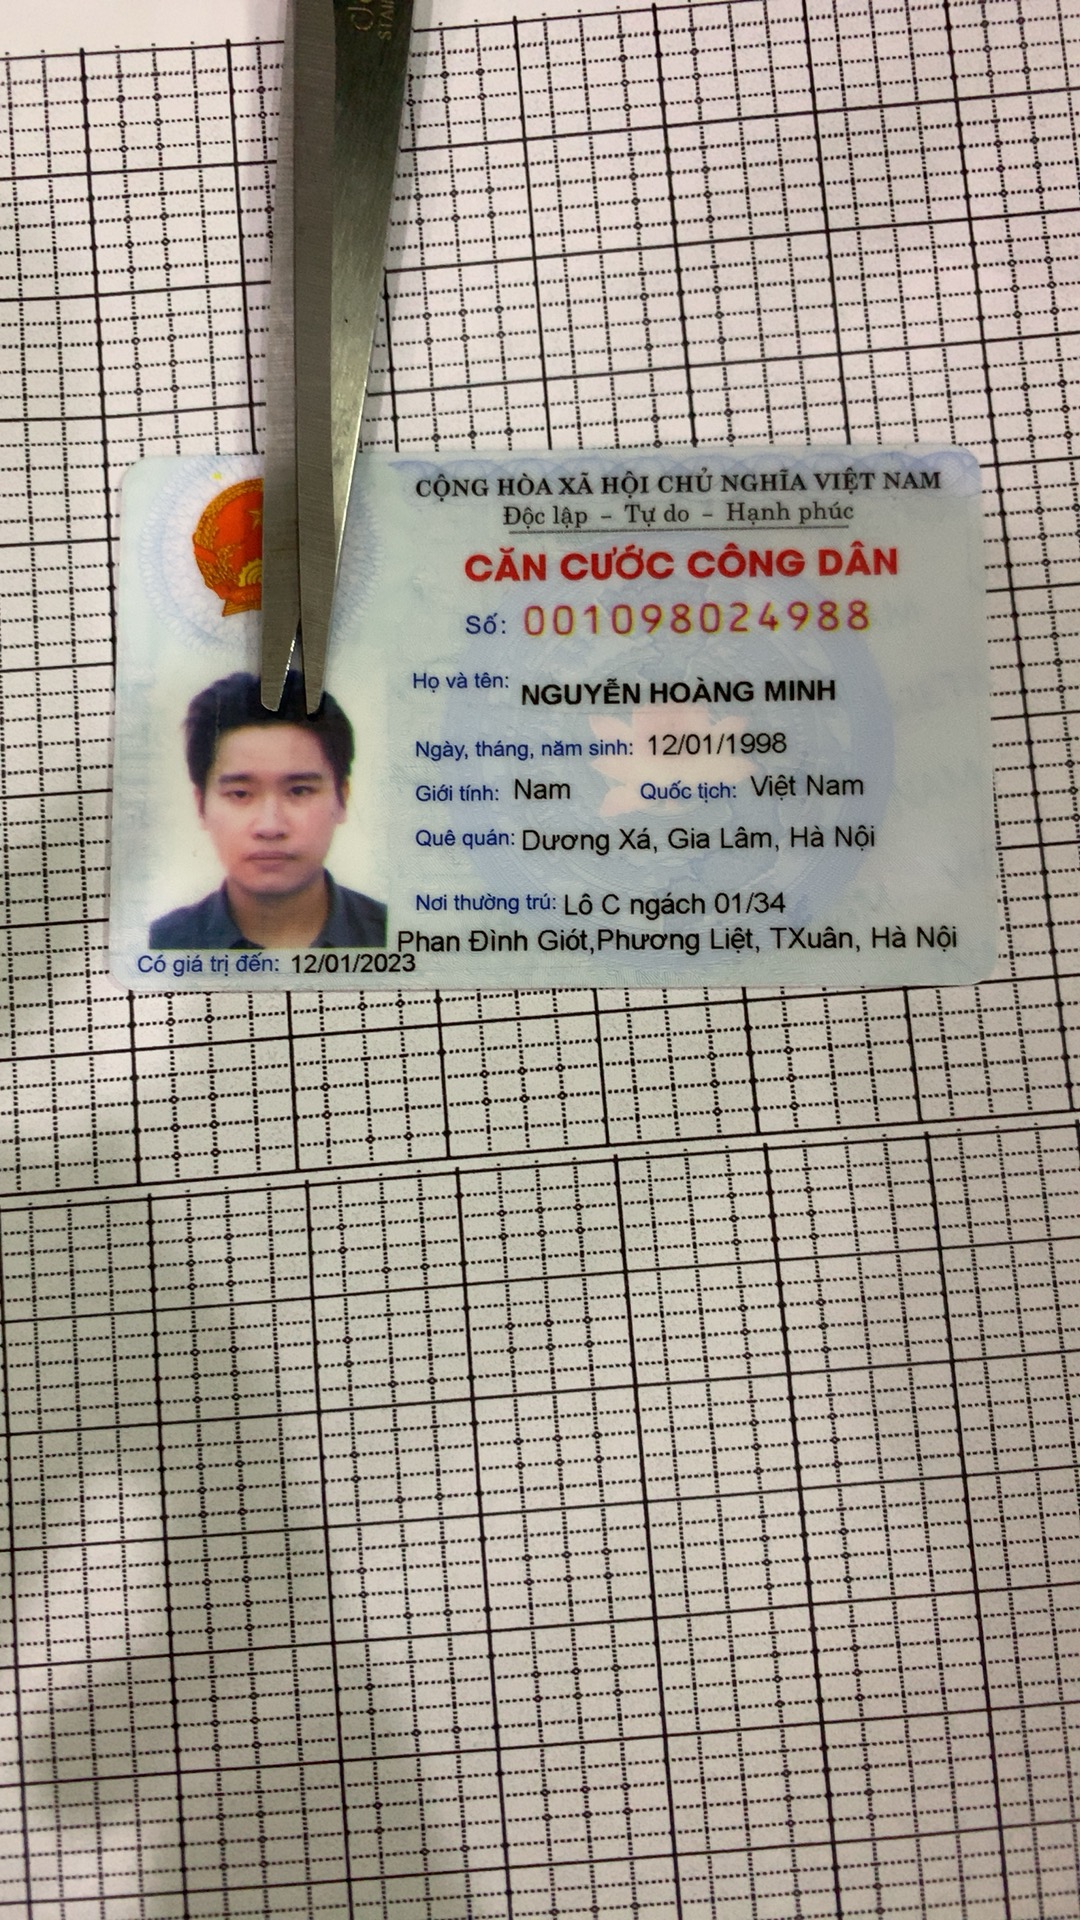 CỘNG HÒA XÃ HỘI CHỦ NGHĨA VIỆT NAM
Độc lập - Tự do - Hạnh phúc
CĂN CƯỚC CÔNG DÂN
Số: 001098024988
Họ và tên: NGUYỄN HOÀNG MINH
Ngày, tháng, năm sinh: 12/01/1998
Giới tính: Nam Quốc tịch: Việt Nam
Quê quán: Dương Xá, Gia Lâm, Hà Nội
Nơi thường trú: Lô C ngách 01/34
Phan Đình Giót,Phương Liệt, TXuân, Hà Nội
Có giá trị đến: 12/01/2023